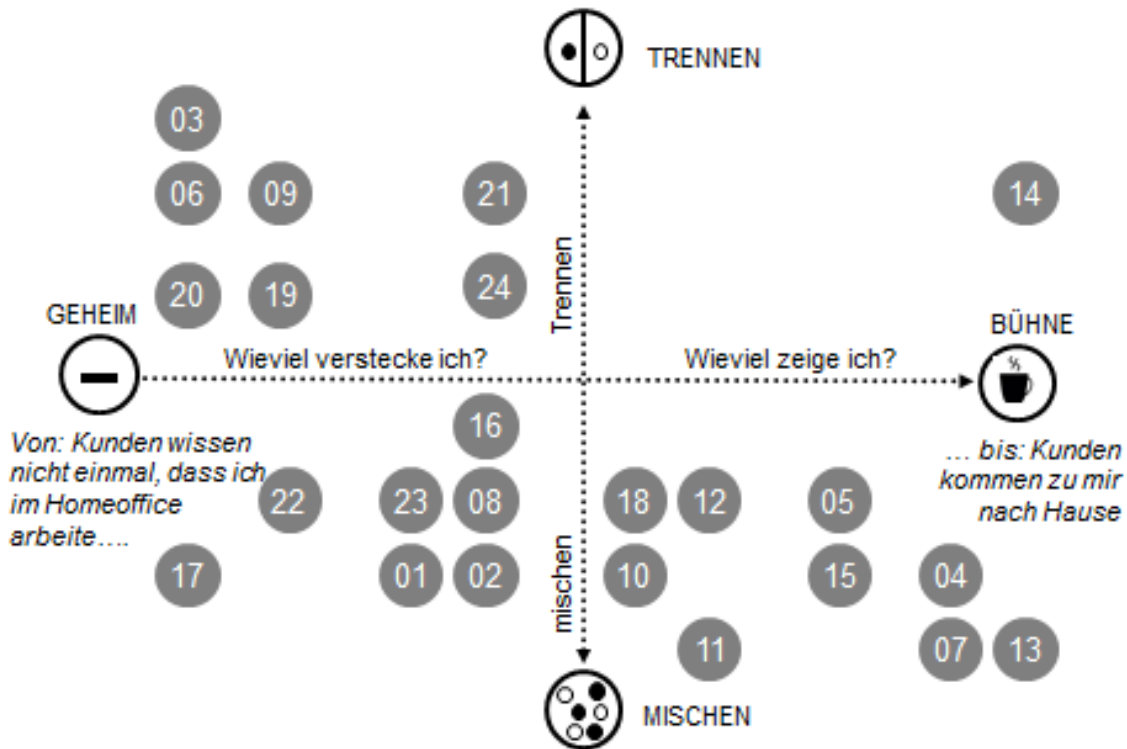 TRENNEN
03
06 09 21 14
Trennen
20 19 24
GEHEIM
BÜHNE
Wieviel verstecke ich?
Wieviel zeige ich?
Von: Kunden wissen
nicht einmal, dass ich
im Homeoffice
arbeite….
… bis: Kunden
kommen zu mir
nach Hause
16
22 23 08 18 12 05
17 01 02 10 15 04
mischen
11 07 13
MISCHEN